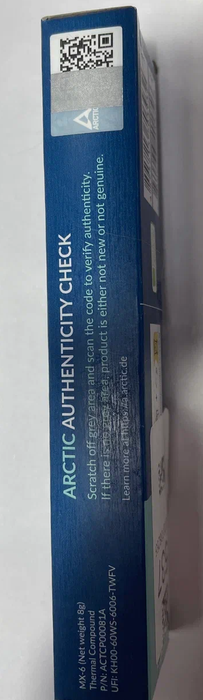 ARCTIC
ARCTIC AUTHENTICITY CHECK
Scratch off grey area and scan the code to verify authenticity.
If there is no grey area, product is either not new or not genuine.
Learn more at https://a.arctic.de
MX-6 (Net weight 8g)
Thermal Compound
P/N: ACTCP00081A
UFI: KH00-60WS-6006-TWFV